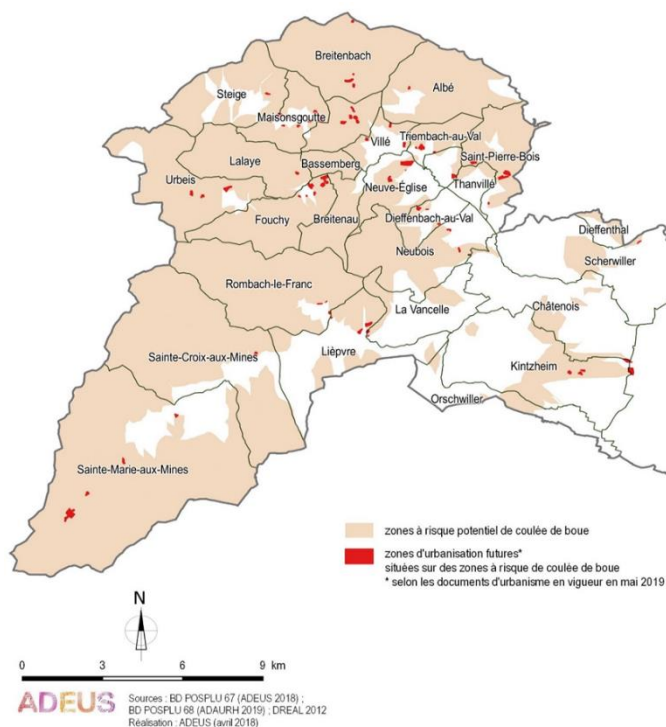 Breitenbach
Steige
Albé
Maisonsgoutte
Villé
Triembach-au-Val
Lalaye
Bassemberg
Saint-Pierre-Bois
Urbeis
Neuve-Église
Thanvillé
Fouchy
Breitenau
Dieffenbach-au-Val
Dieffenthal
Neubois
Scherwiller
Rombach-le-Franc
La Vancelle
Châtenois
Sainte-Croix-aux-Mines
Lièpvre
Kintzheim
Orschwiller
Sainte-Marie-aux-Mines
zones à risque potentiel de coulée de boue
zones d'urbanisation futures*
situées sur des zones à risque de coulée de boue
* selon les documents d'urbanisme en vigueur en mai 2019
N
0 3 6 9 km
ADEUS
Sources : BD POSPLU 67 (ADEUS 2018) ;
BD POSPLU 68 (ADAURH 2019) ; DREAL 2012
Réalisation : ADEUS (avril 2018)